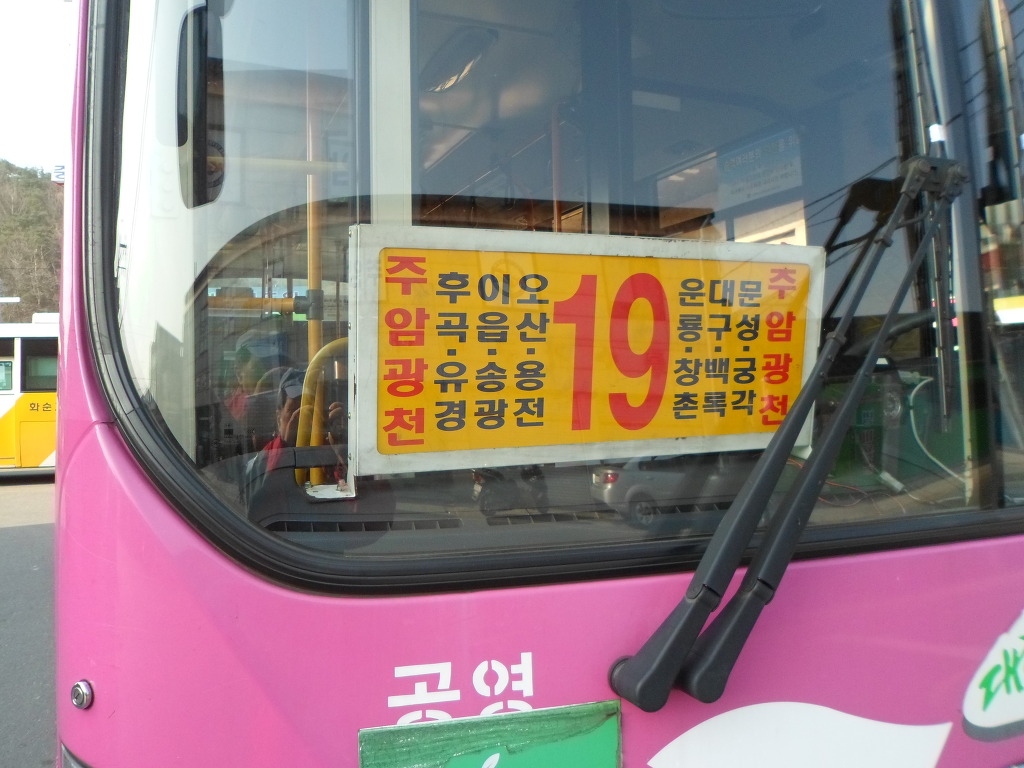 주암광천
후곡·유경
이읍·송광
오산·용전
19
운룡·창촌
대구·백록
문성·궁각
주암광천
화순
공영